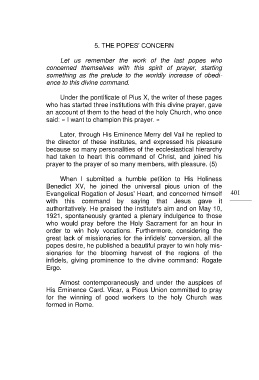 5. THE POPES' CONCERN
Let us remember the work of the last popes who
concerned themselves with this spirit of prayer, starting
something as the prelude to the worldly increase of obedi-
ence to this divine command.
Under the pontificate of Pius X, the writer of these pages
who has started three institutions with this divine prayer, gave
an account of them to the head of the holy Church, who once
said: « I want to champion this prayer. »
Later, through His Eminence Merry del Vail he replied to
the director of these institutes, and expressed his pleasure
because so many personalities of the ecclesiastical hierarchy
had taken to heart this command of Christ, and joined his
prayer to the prayer of so many members, with pleasure. (5)
When I submitted a humble petition to His Holiness
Benedict XV, he joined the universal pious union of the
Evangelical Rogation of Jesus' Heart, and concerned himself
with this command by saying that Jesus gave it
authoritatively. He praised the institute's aim and on May 10,
1921, spontaneously granted a plenary indulgence to those
who would pray before the Holy Sacrament for an hour in
order to win holy vocations. Furthermore, considering the
great lack of missionaries for the infidels' conversion, all the
popes desire, he published a beautiful prayer to win holy mis-
sionaries for the blooming harvest of the regions of the
infidels, giving prominence to the divine command: Rogate
Ergo.
Almost contemporaneously and under the auspices of
His Eminence Card. Vicar, a Pious Union committed to pray
for the winning of good workers to the holy Church was
formed in Rome.
401